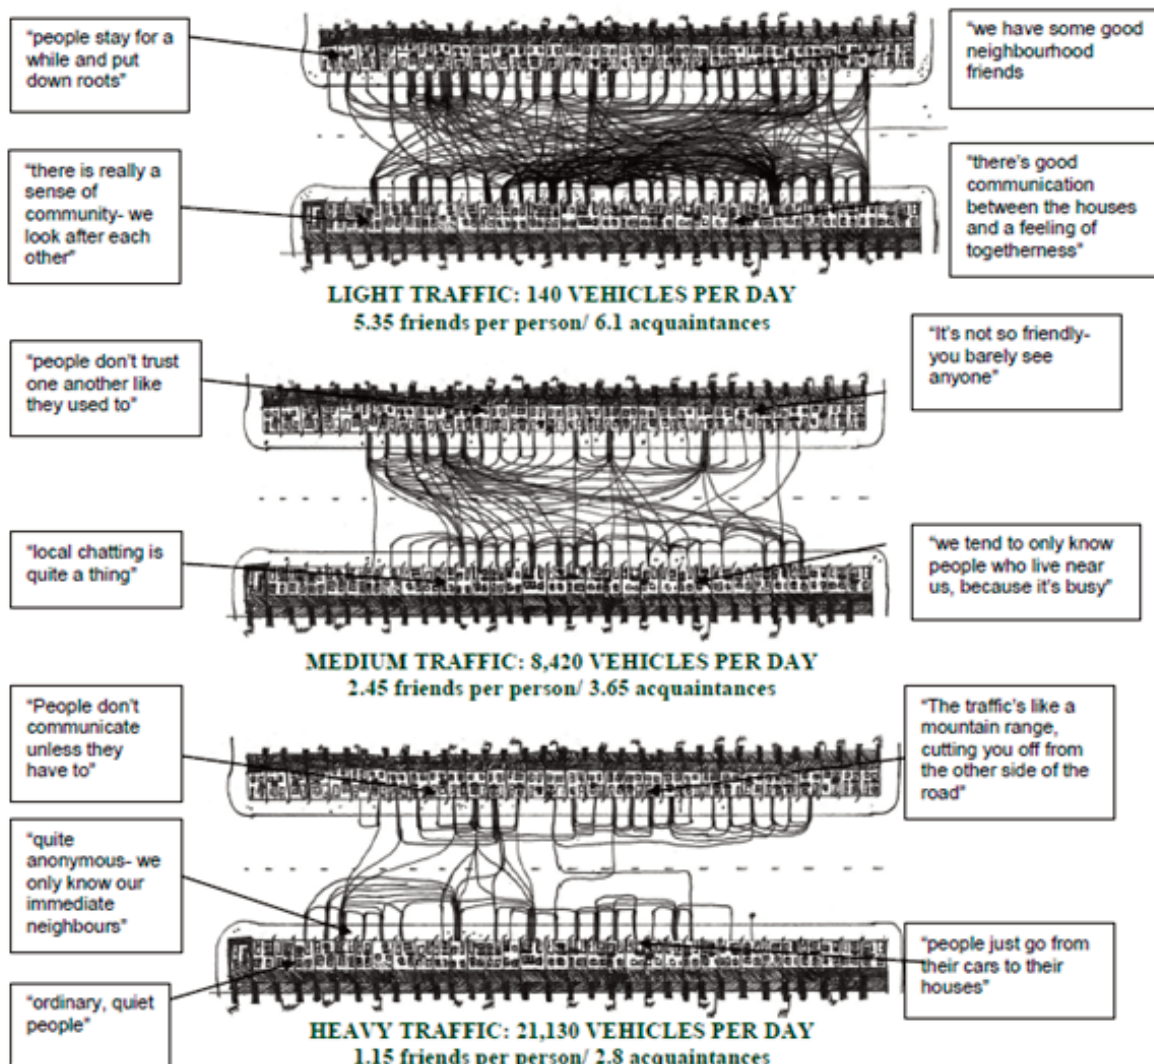 “people stay for a
while and put
down roots”
“we have some good
neighbourhood
friends
“there is really a
sense of
community- we
look after each
other”
“there’s good
communication
between the houses
and a feeling of
togetherness”
LIGHT TRAFFIC: 140 VEHICLES PER DAY
5.35 friends per person/ 6.1 acquaintances
“people don’t trust
one another like
they used to”
“It’s not so friendly-
you barely see
anyone”
“local chatting is
quite a thing”
“we tend to only know
people who live near
us, because it’s busy”
MEDIUM TRAFFIC: 8,420 VEHICLES PER DAY
2.45 friends per person/ 3.65 acquaintances
“People don’t
communicate
unless they
have to”
“The traffic’s like a
mountain range,
cutting you off from
the other side of the
road”
“quite
anonymous- we
only know our
immediate
neighbours”
“people just go from
their cars to their
houses”
“ordinary, quiet
people”
HEAVY TRAFFIC: 21,130 VEHICLES PER DAY
1.15 friends per person/ 2.8 acquaintances